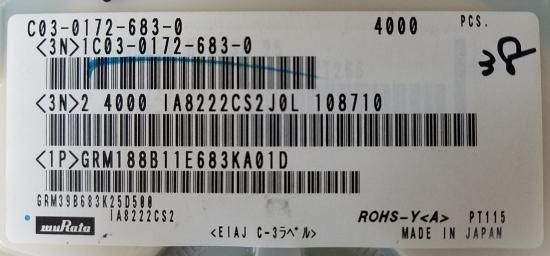 C03-0172-683-0 4000 PCS.
<3N>1C03-0172-683-0
<3N>2 4000 IA8222CS2J0L 108710
<1P>GRM188B11E683KA01D
GRM39B683K25D500
IA8222CS2
muRata
ROHS-Y<A> PT115
<EIAJ C-3ラベル> MADE IN JAPAN